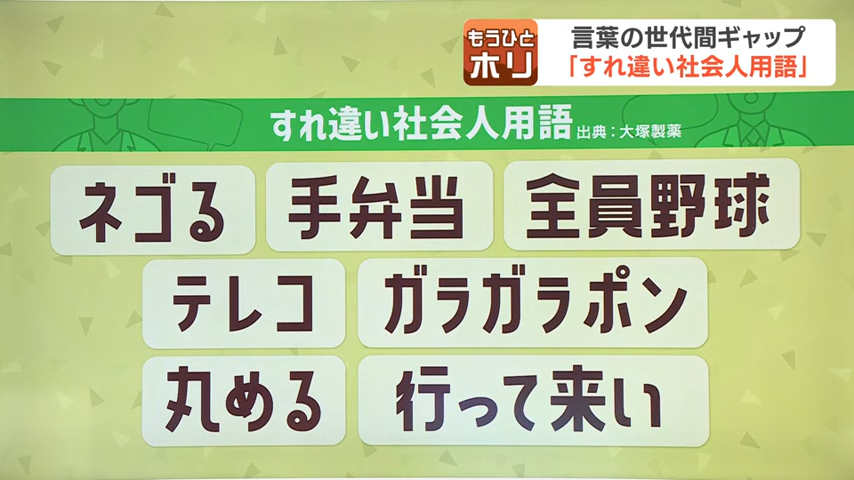 もうひと
ホリ
言葉の世代間ギャップ
「すれ違い社会人用語」
すれ違い社会人用語 出典：大塚製薬
ネゴる 手弁当 全員野球
テレコ ガラガラポン
丸める 行って来い